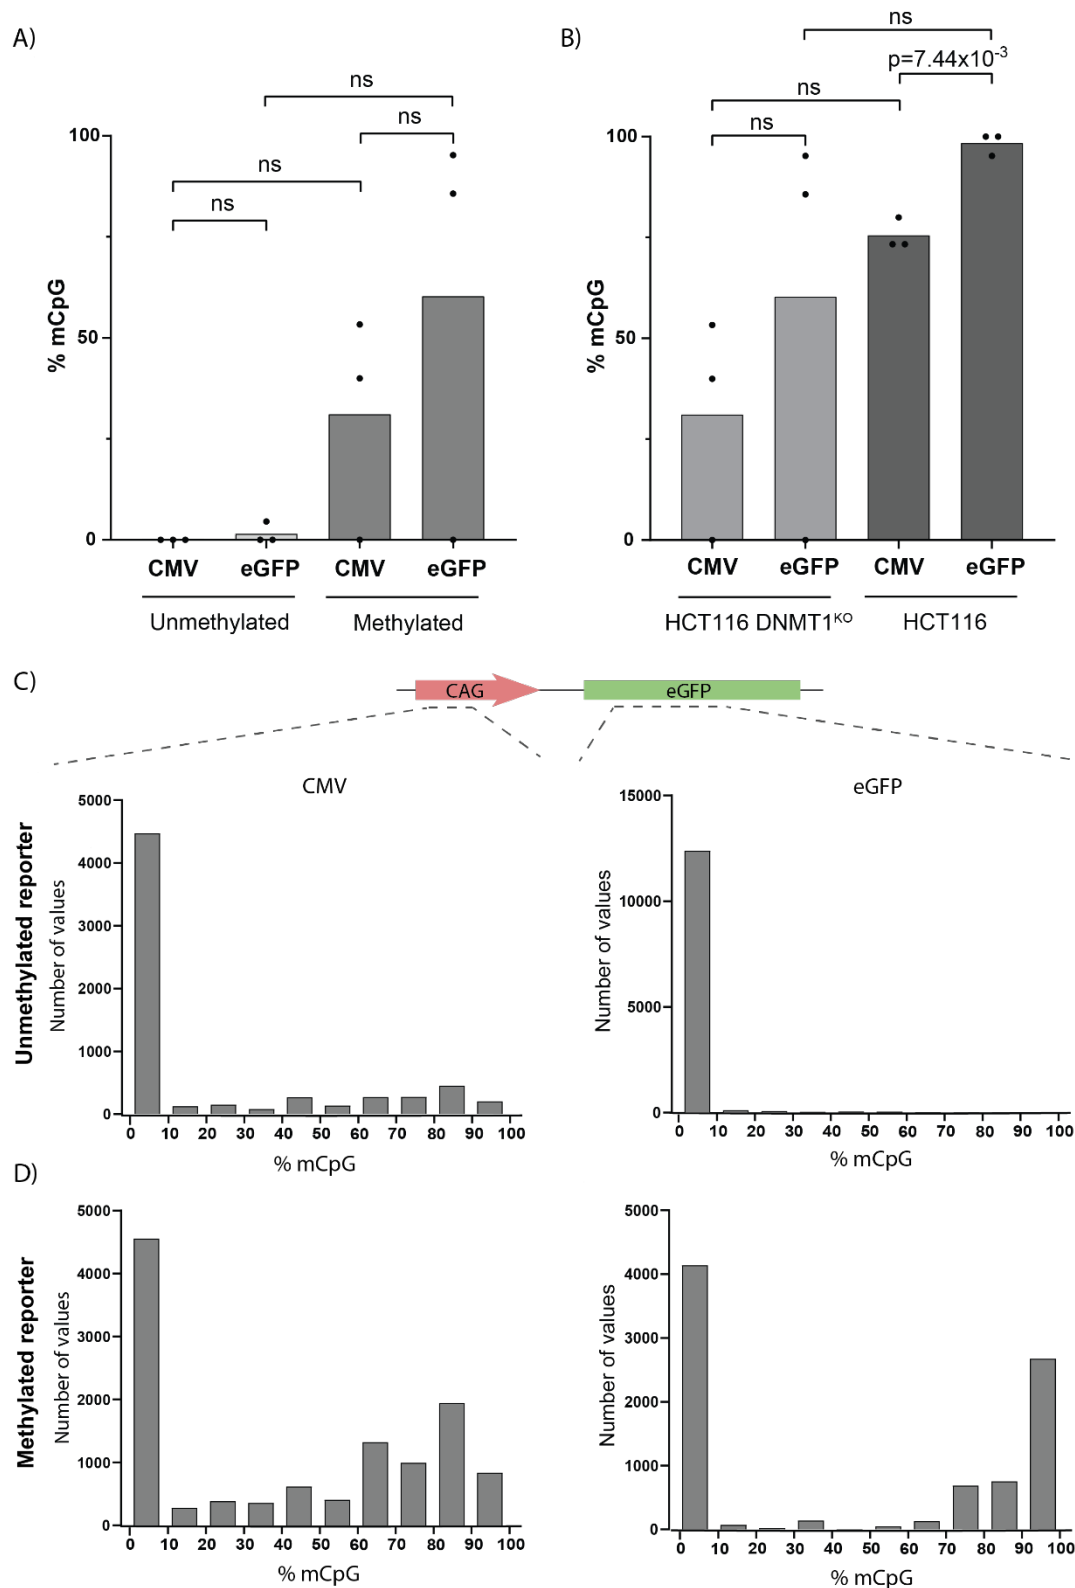 A)
ns
ns
ns
ns
100
50
0
% mCpG
CMV eGFP CMV eGFP
Unmethylated Methylated
B)
ns
p=7.44x10⁻³
ns
ns
100
50
0
% mCpG
CMV eGFP CMV eGFP
HCT116 DNMT1ᴷᴼ HCT116
C)
CAG eGFP
Unmethylated reporter
CMV
Number of values
5000
4000
3000
2000
1000
0
0 10 20 30 40 50 60 70 80 90 100
% mCpG
eGFP
Number of values
15000
10000
5000
0
0 10 20 30 40 50 60 70 80 90 100
% mCpG
D)
Methylated reporter
Number of values
5000
4000
3000
2000
1000
0
0 10 20 30 40 50 60 70 80 90 100
% mCpG
Number of values
5000
4000
3000
2000
1000
0
0 10 20 30 40 50 60 70 80 90 100
% mCpG